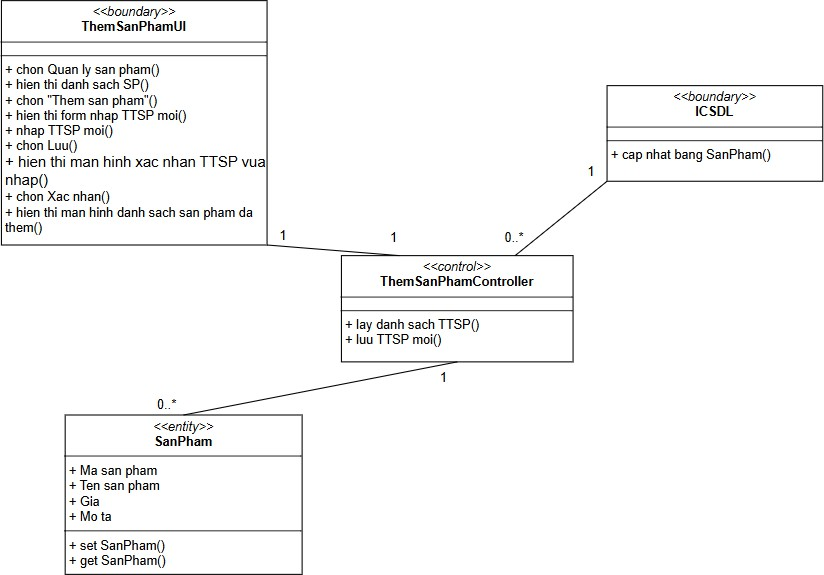 <<boundary>>
ThemSanPhamUI
+ chon Quan ly san pham()
+ hien thi danh sach SP()
+ chon "Them san pham"()
+ hien thi form nhap TTSP moi()
+ nhap TTSP moi()
+ chon Luu()
+ hien thi man hinh xac nhan TTSP vua
nhap()
+ chon Xac nhan()
+ hien thi man hinh danh sach san pham da
them()
<<boundary>>
ICSDL
+ cap nhat bang SanPham()
1
1
1
0..*
<<control>>
ThemSanPhamController
+ lay danh sach TTSP()
+ luu TTSP moi()
1
0..*
<<entity>>
SanPham
+ Ma san pham
+ Ten san pham
+ Gia
+ Mo ta
+ set SanPham()
+ get SanPham()